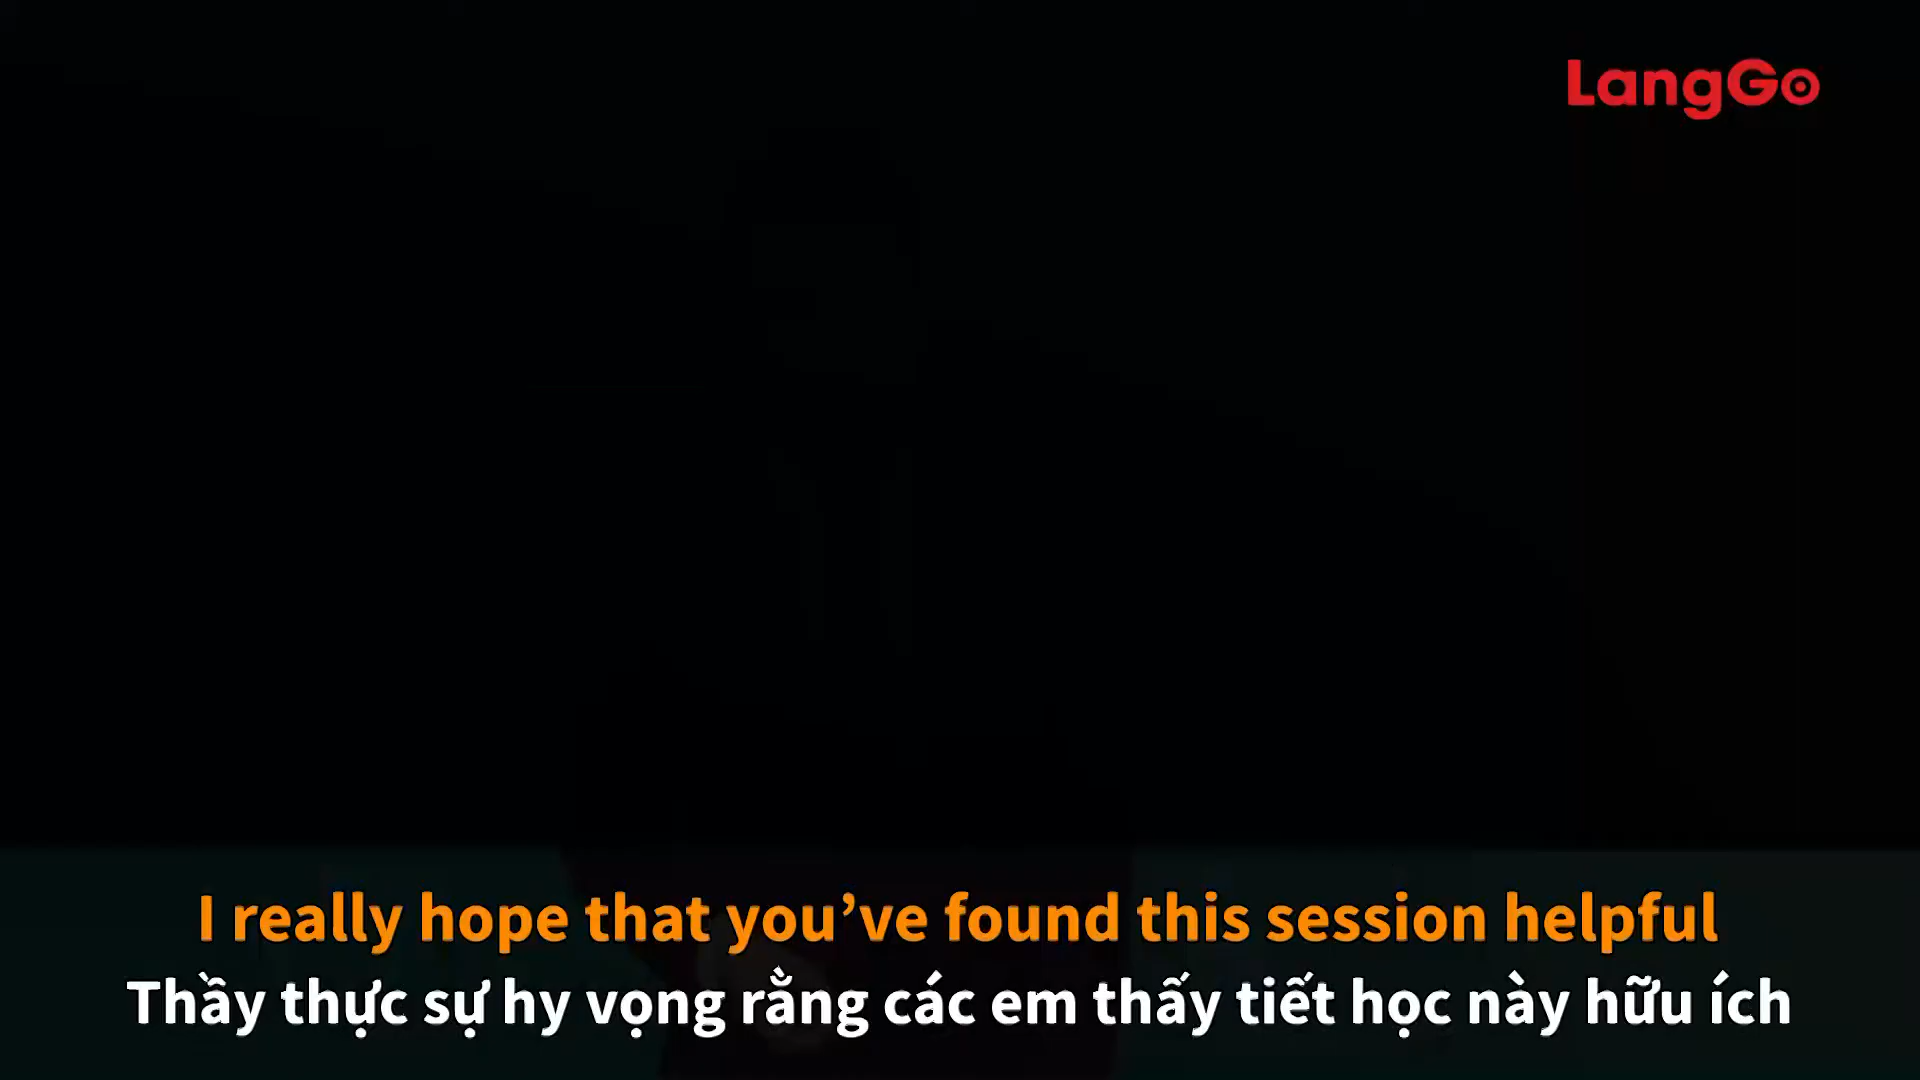 LangGo
I really hope that you’ve found this session helpful
Thầy thực sự hy vọng rằng các em thấy tiết học này hữu ích